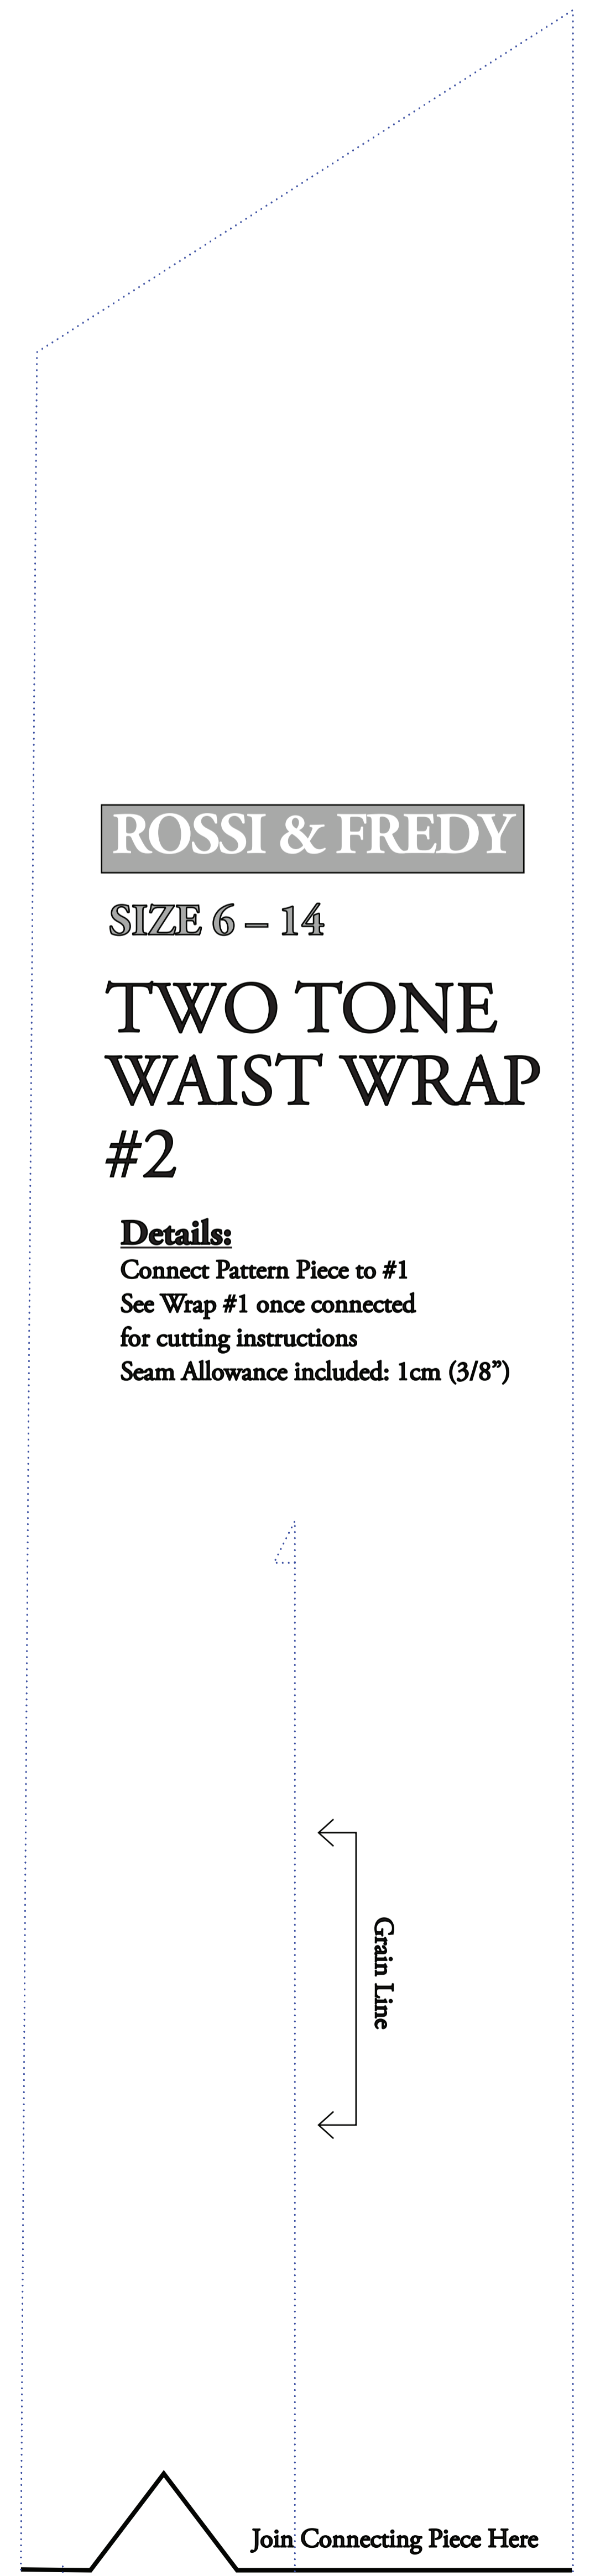 ROSSI & FREDY
SIZE 6 – 14
TWO TONE
WAIST WRAP
#2
Details:
Connect Pattern Piece to #1
See Wrap #1 once connected
for cutting instructions
Seam Allowance included: 1cm (3/8”)
Grain Line
Join Connecting Piece Here